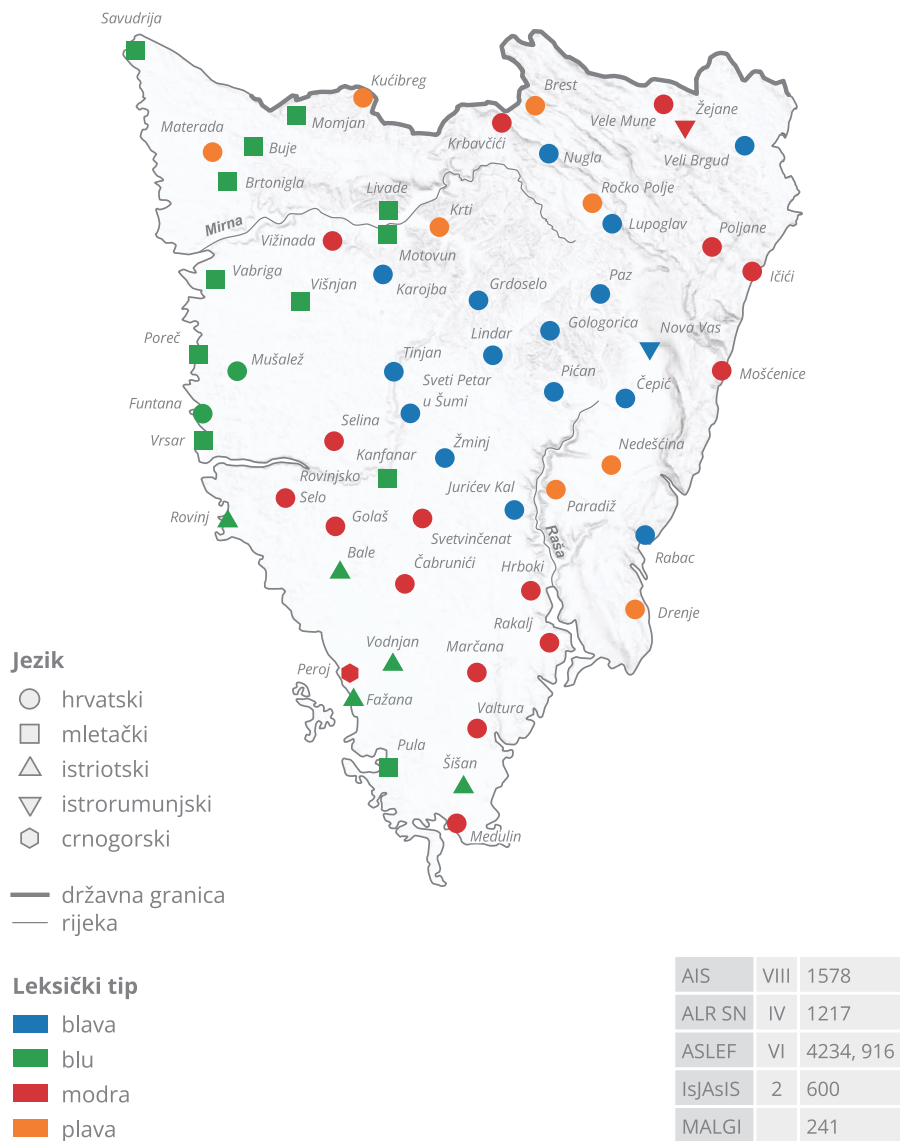 Savudrija
Kućibreg
Brest
Momjan
Materada
Vele Mune
Žejane
Krbavčići
Buje
Nugla
Veli Brgud
Brtonigla
Livade
Ročko Polje
Krti
Mirna
Lupoglav
Poljane
Vižinada
Motovun
Vabriga
Višnjan
Karojba
Grdoselo
Paz
Ičići
Gologorica
Nova Vas
Lindar
Poreč
Mušalež
Tinjan
Pićan
Mošćenice
Sveti Petar
u Šumi
Čepić
Funtana
Selina
Vrsar
Žminj
Nedešćina
Kanfanar
Rovinjsko
Selo
Jurićev Kal
Paradiž
Rovinj
Golaš
Svetvinčenat
Raša
Bale
Čabrunići
Hrboki
Rabac
Drenje
Rakalj
Vodnjan
Marčana
Peroj
Fažana
Valtura
Pula
Šišan
Medulin
Jezik
hrvatski
mletački
istriotski
istrorumunjski
crnogorski
državna granica
rijeka
Leksički tip
blava
blu
modra
plava
AIS VIII 1578
ALR SN IV 1217
ASLEF VI 4234, 916
IsJAsIS 2 600
MALGI 241